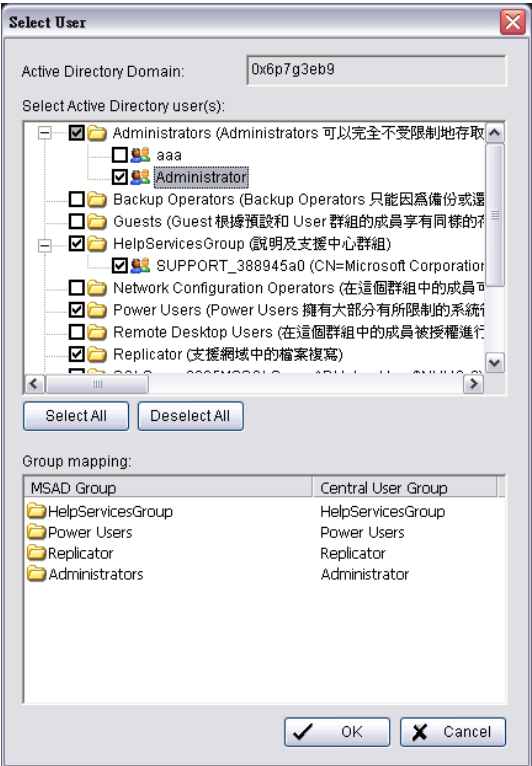 Select User
Active Directory Domain: 0x6p7g3eb9
Select Active Directory user(s):
Administrators (Administrators 可以完全不受限制地存取
aaa
Administrator
Backup Operators (Backup Operators 只能因為備份或還
Guests (Guest 根據預設和 User 群組的成員享有同樣的存
HelpServicesGroup (說明及支援中心群組)
SUPPORT_388945a0 (CN=Microsoft Corporation
Network Configuration Operators (在這個群組中的成員可
Power Users (Power Users 擁有大部分有所限制的系統管
Remote Desktop Users (在這個群組中的成員被授權進行
Replicator (支援網域中的檔案複寫)
Select All Deselect All
Group mapping:
MSAD Group Central User Group
HelpServicesGroup HelpServicesGroup
Power Users Power Users
Replicator Replicator
Administrators Administrator
OK Cancel